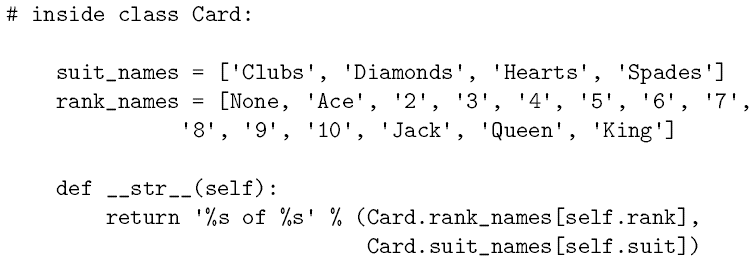 # inside class Card:
    suit_names = ['Clubs', 'Diamonds', 'Hearts', 'Spades']
    rank_names = [None, 'Ace', '2', '3', '4', '5', '6', '7',
              '8', '9', '10', 'Jack', 'Queen', 'King']
    def __str__(self):
        return '%s of %s' % (Card.rank_names[self.rank],
                             Card.suit_names[self.suit])